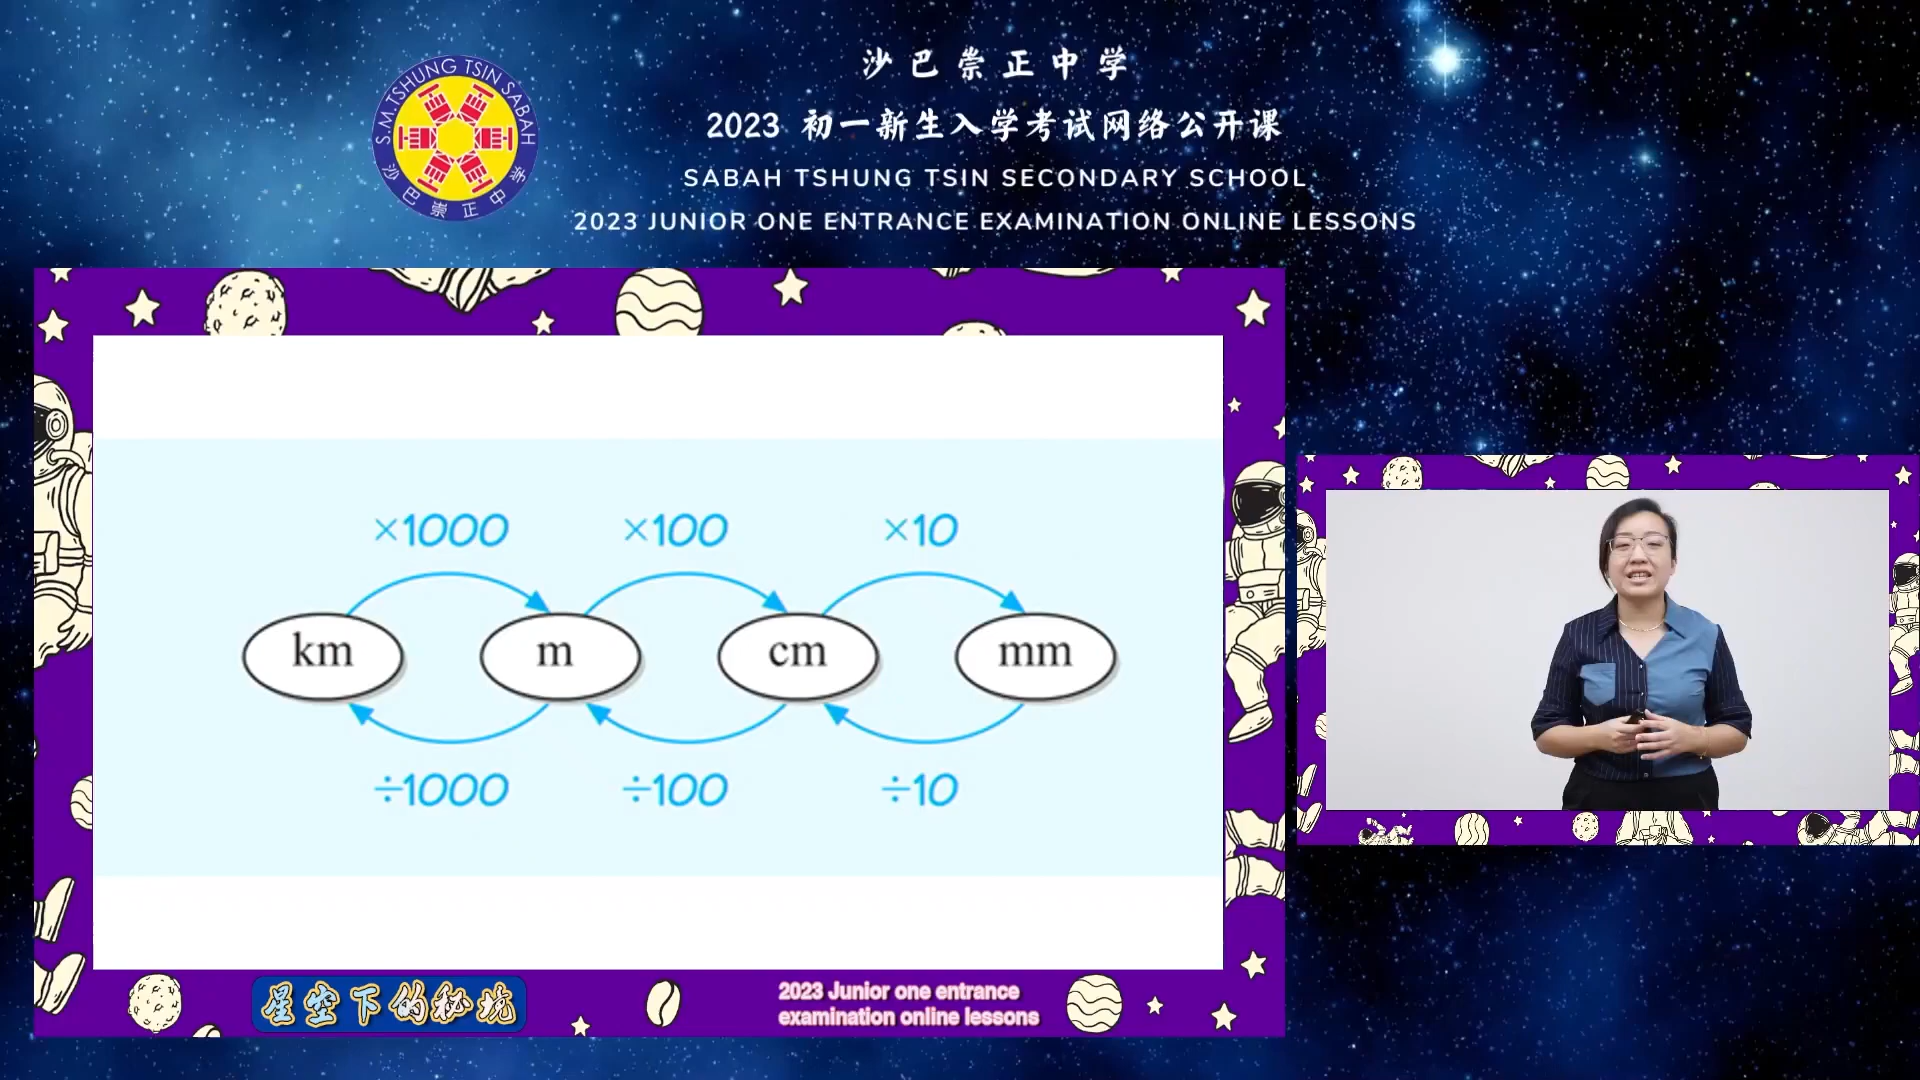 沙巴崇正中学
2023 初一新生入学考试网络公开课
SABAH TSHUNG TSIN SECONDARY SCHOOL
2023 JUNIOR ONE ENTRANCE EXAMINATION ONLINE LESSONS
S.M TSHUNG TSIN SABAH
沙巴崇正中学
×1000 ×100 ×10
km m cm mm
÷1000 ÷100 ÷10
星空下的秘境
2023 Junior one entrance
examination online lessons